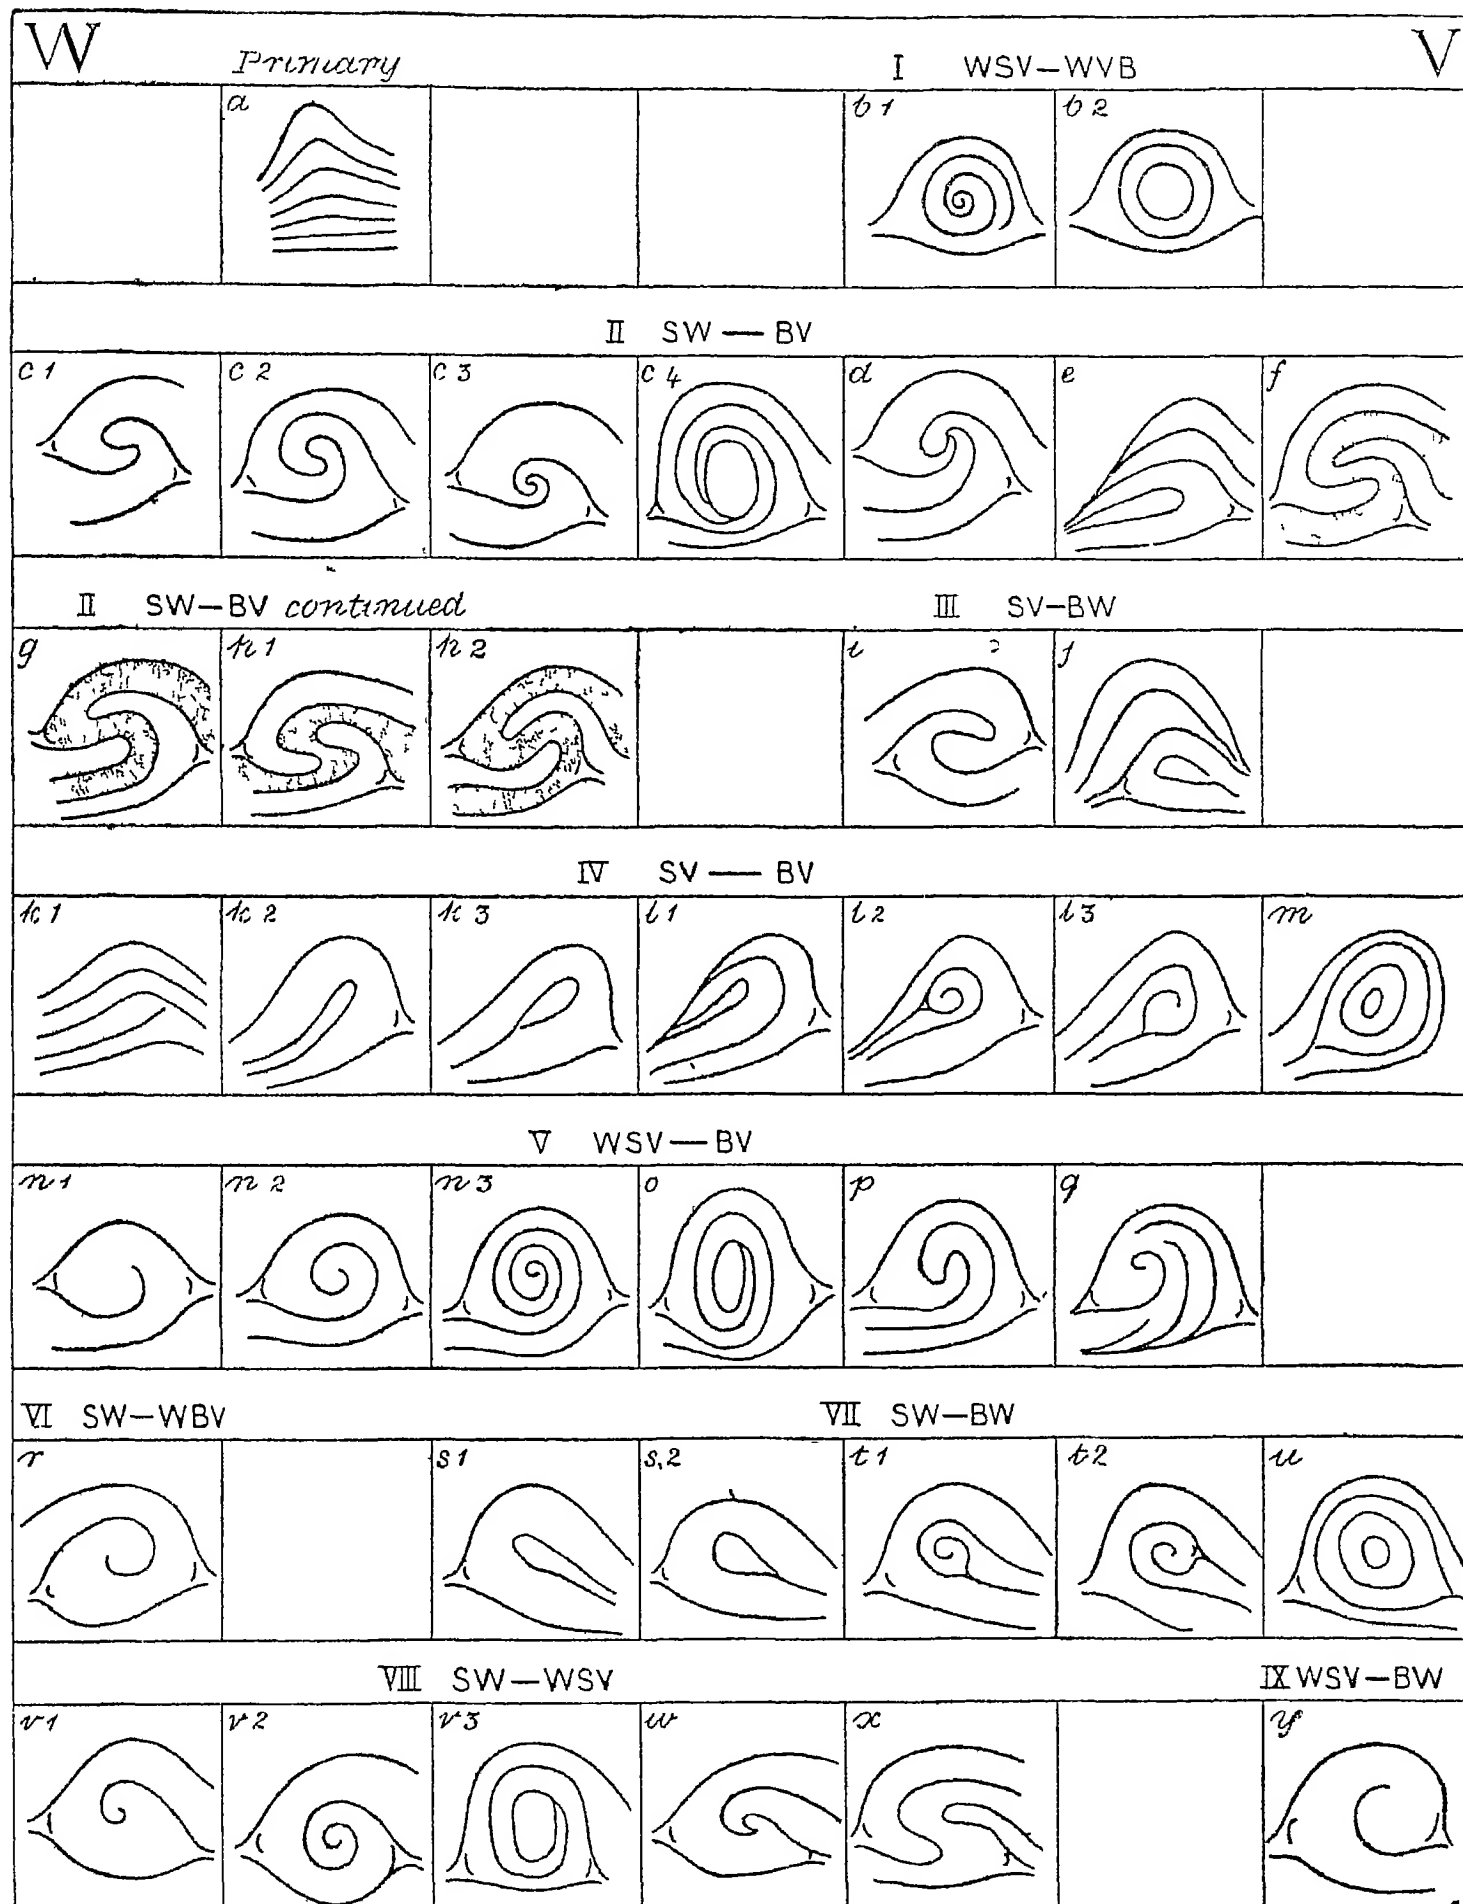 W Primary I WSV–WVB V
a b1 b2
II SW — BV
c1 c2 c3 c4 d e f
II SW–BV continued III SV–BW
g h1 h2 i j
IV SV — BV
k1 k2 k3 l1 l2 l3 m
V WSV — BV
n1 n2 n3 o p q
VI SW–WBV VII SW–BW
r s1 s2 t1 t2 u
VIII SW–WSV IX WSV–BW
v1 v2 v3 w x y